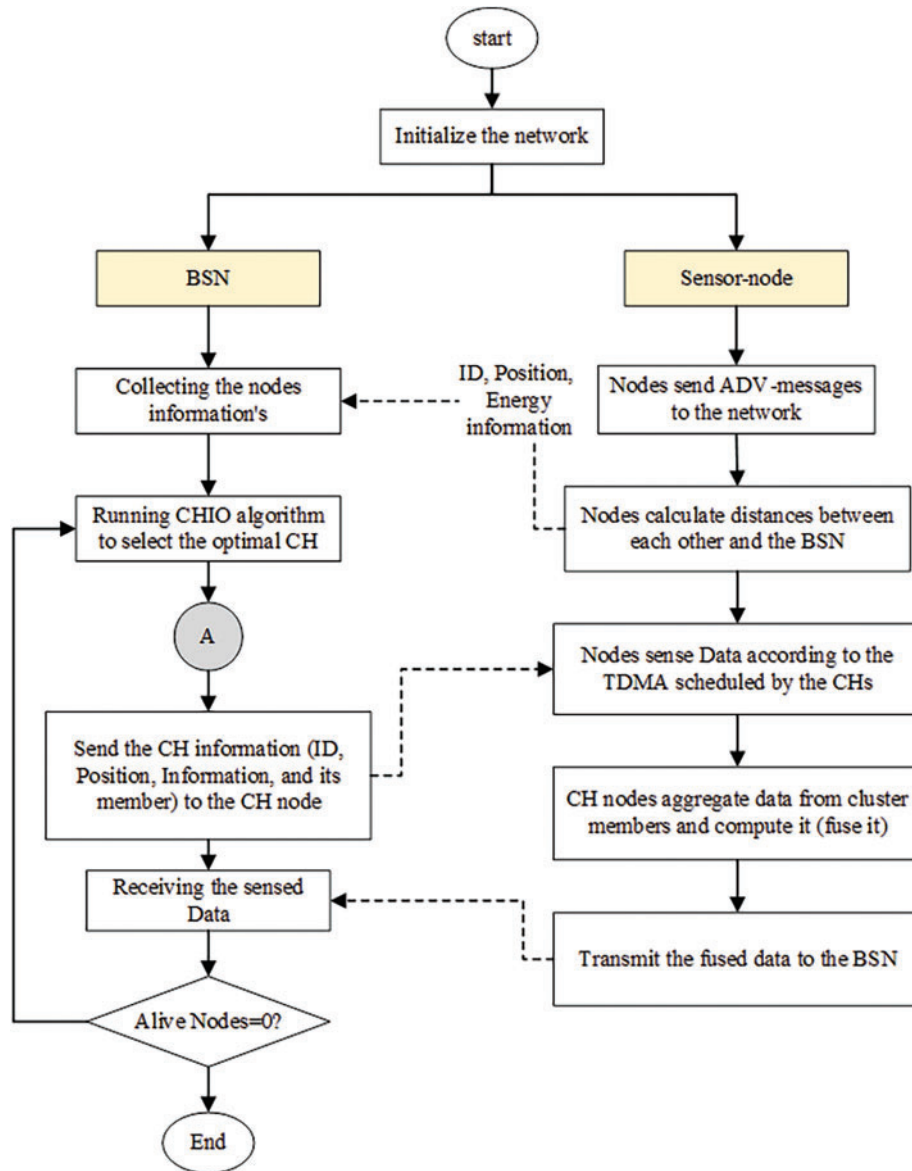 start
Initialize the network
BSN
Sensor-node
Collecting the nodes
information's
ID, Position,
Energy
information
Nodes send ADV-messages
to the network
Running CHIO algorithm
to select the optimal CH
Nodes calculate distances between
each other and the BSN
A
Nodes sense Data according to the
TDMA scheduled by the CHs
Send the CH information (ID,
Position, Information, and its
member) to the CH node
CH nodes aggregate data from cluster
members and compute it (fuse it)
Receiving the sensed
Data
Transmit the fused data to the BSN
Alive Nodes=0?
End